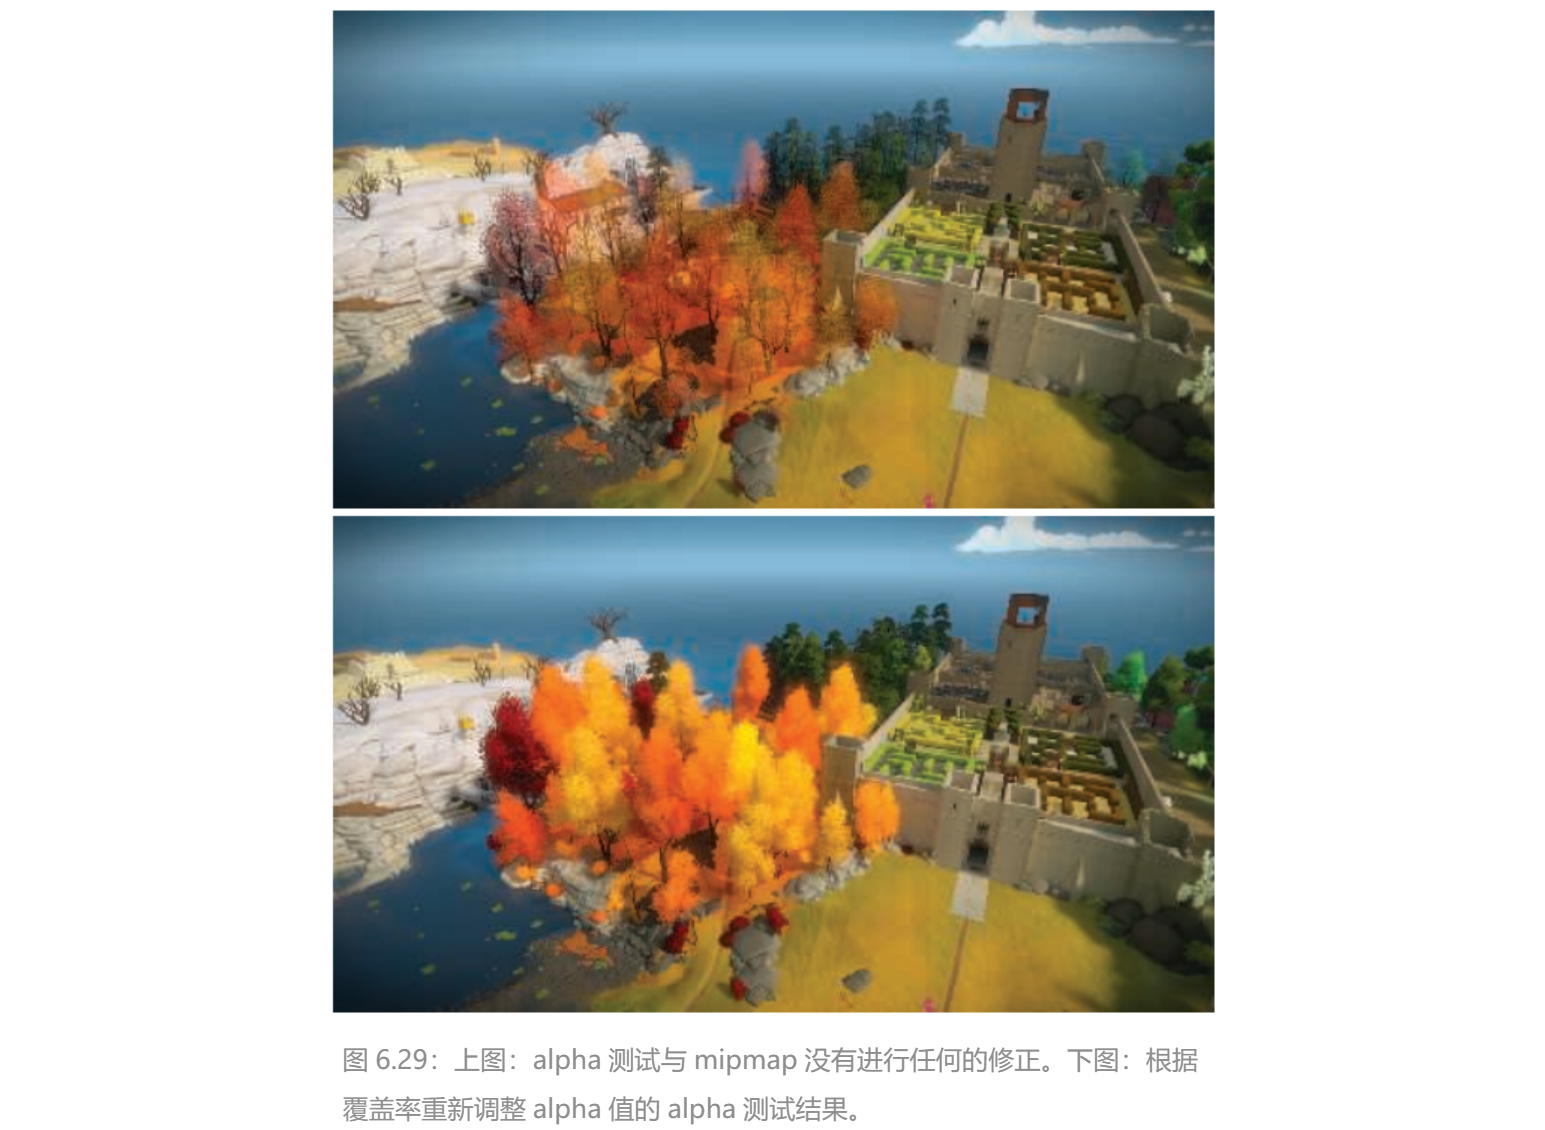 图 6.29：上图：alpha 测试与 mipmap 没有进行任何的修正。下图：根据
覆盖率重新调整 alpha 值的 alpha 测试结果。